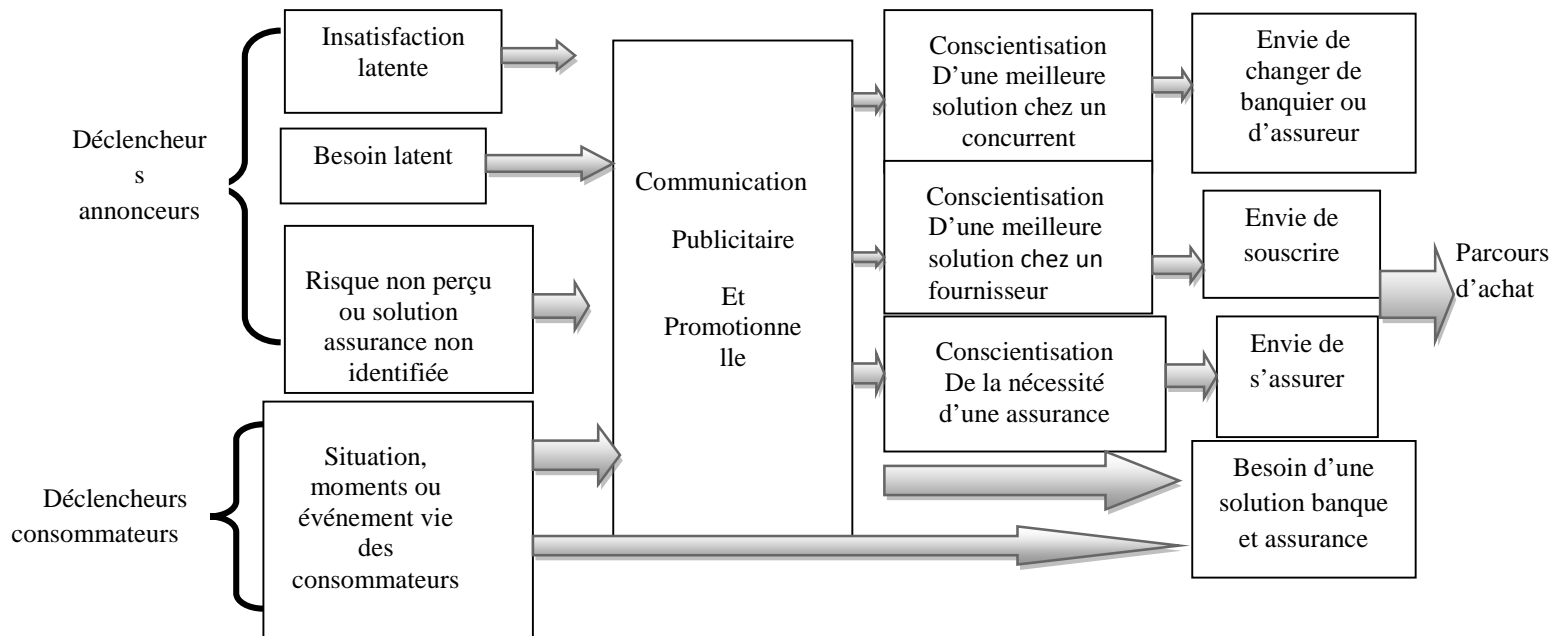 Déclencheur
s
annonceurs
Insatisfaction
latente
Besoin latent
Risque non perçu
ou solution
assurance non
identifiée
Déclencheurs
consommateurs
Situation,
moments ou
événement vie
des
consommateurs
Communication
Publicitaire
Et
Promotionne
lle
Conscientisation
D’une meilleure
solution chez un
concurrent
Conscientisation
D’une meilleure
solution chez un
fournisseur
Conscientisation
De la nécessité
d’une assurance
Envie de
changer de
banquier ou
d’assureur
Envie de
souscrire
Envie de
s’assurer
Besoin d’une
solution banque
et assurance
Parcours
d’achat